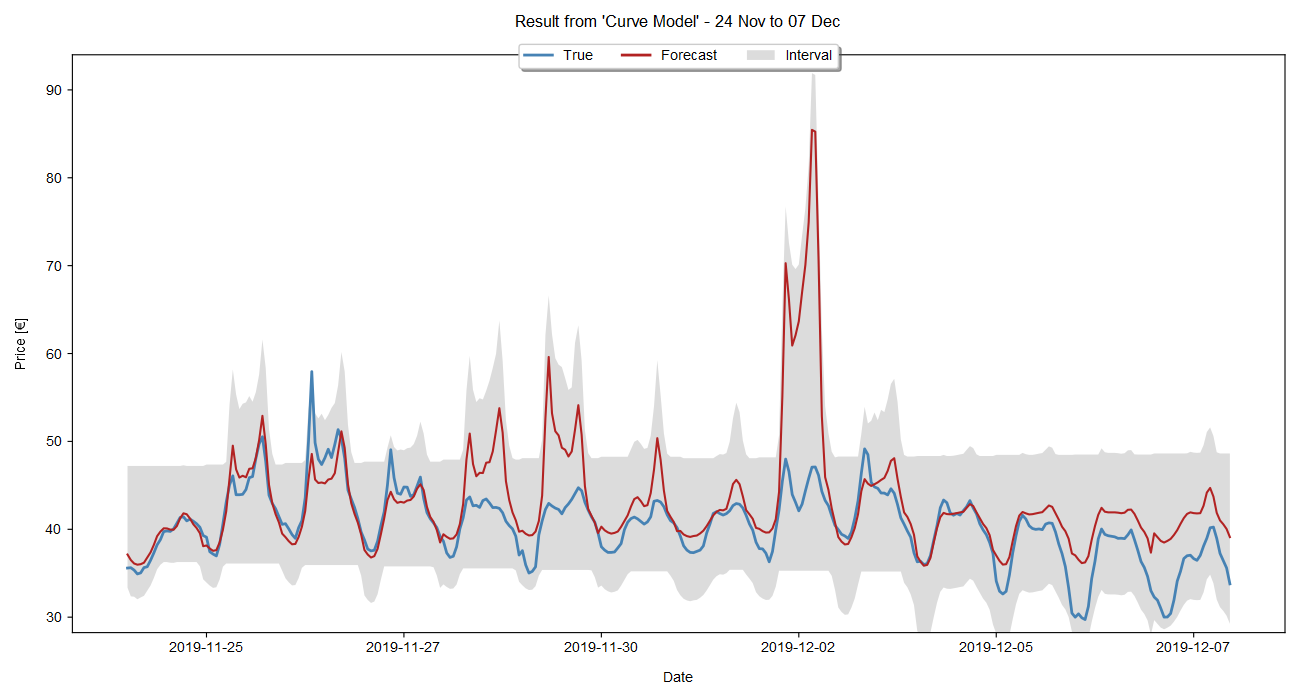 Result from 'Curve Model' - 24 Nov to 07 Dec
True Forecast Interval
90
80
70
60
50
40
30
Price [€]
2019-11-25 2019-11-27 2019-11-30 2019-12-02 2019-12-05 2019-12-07
Date